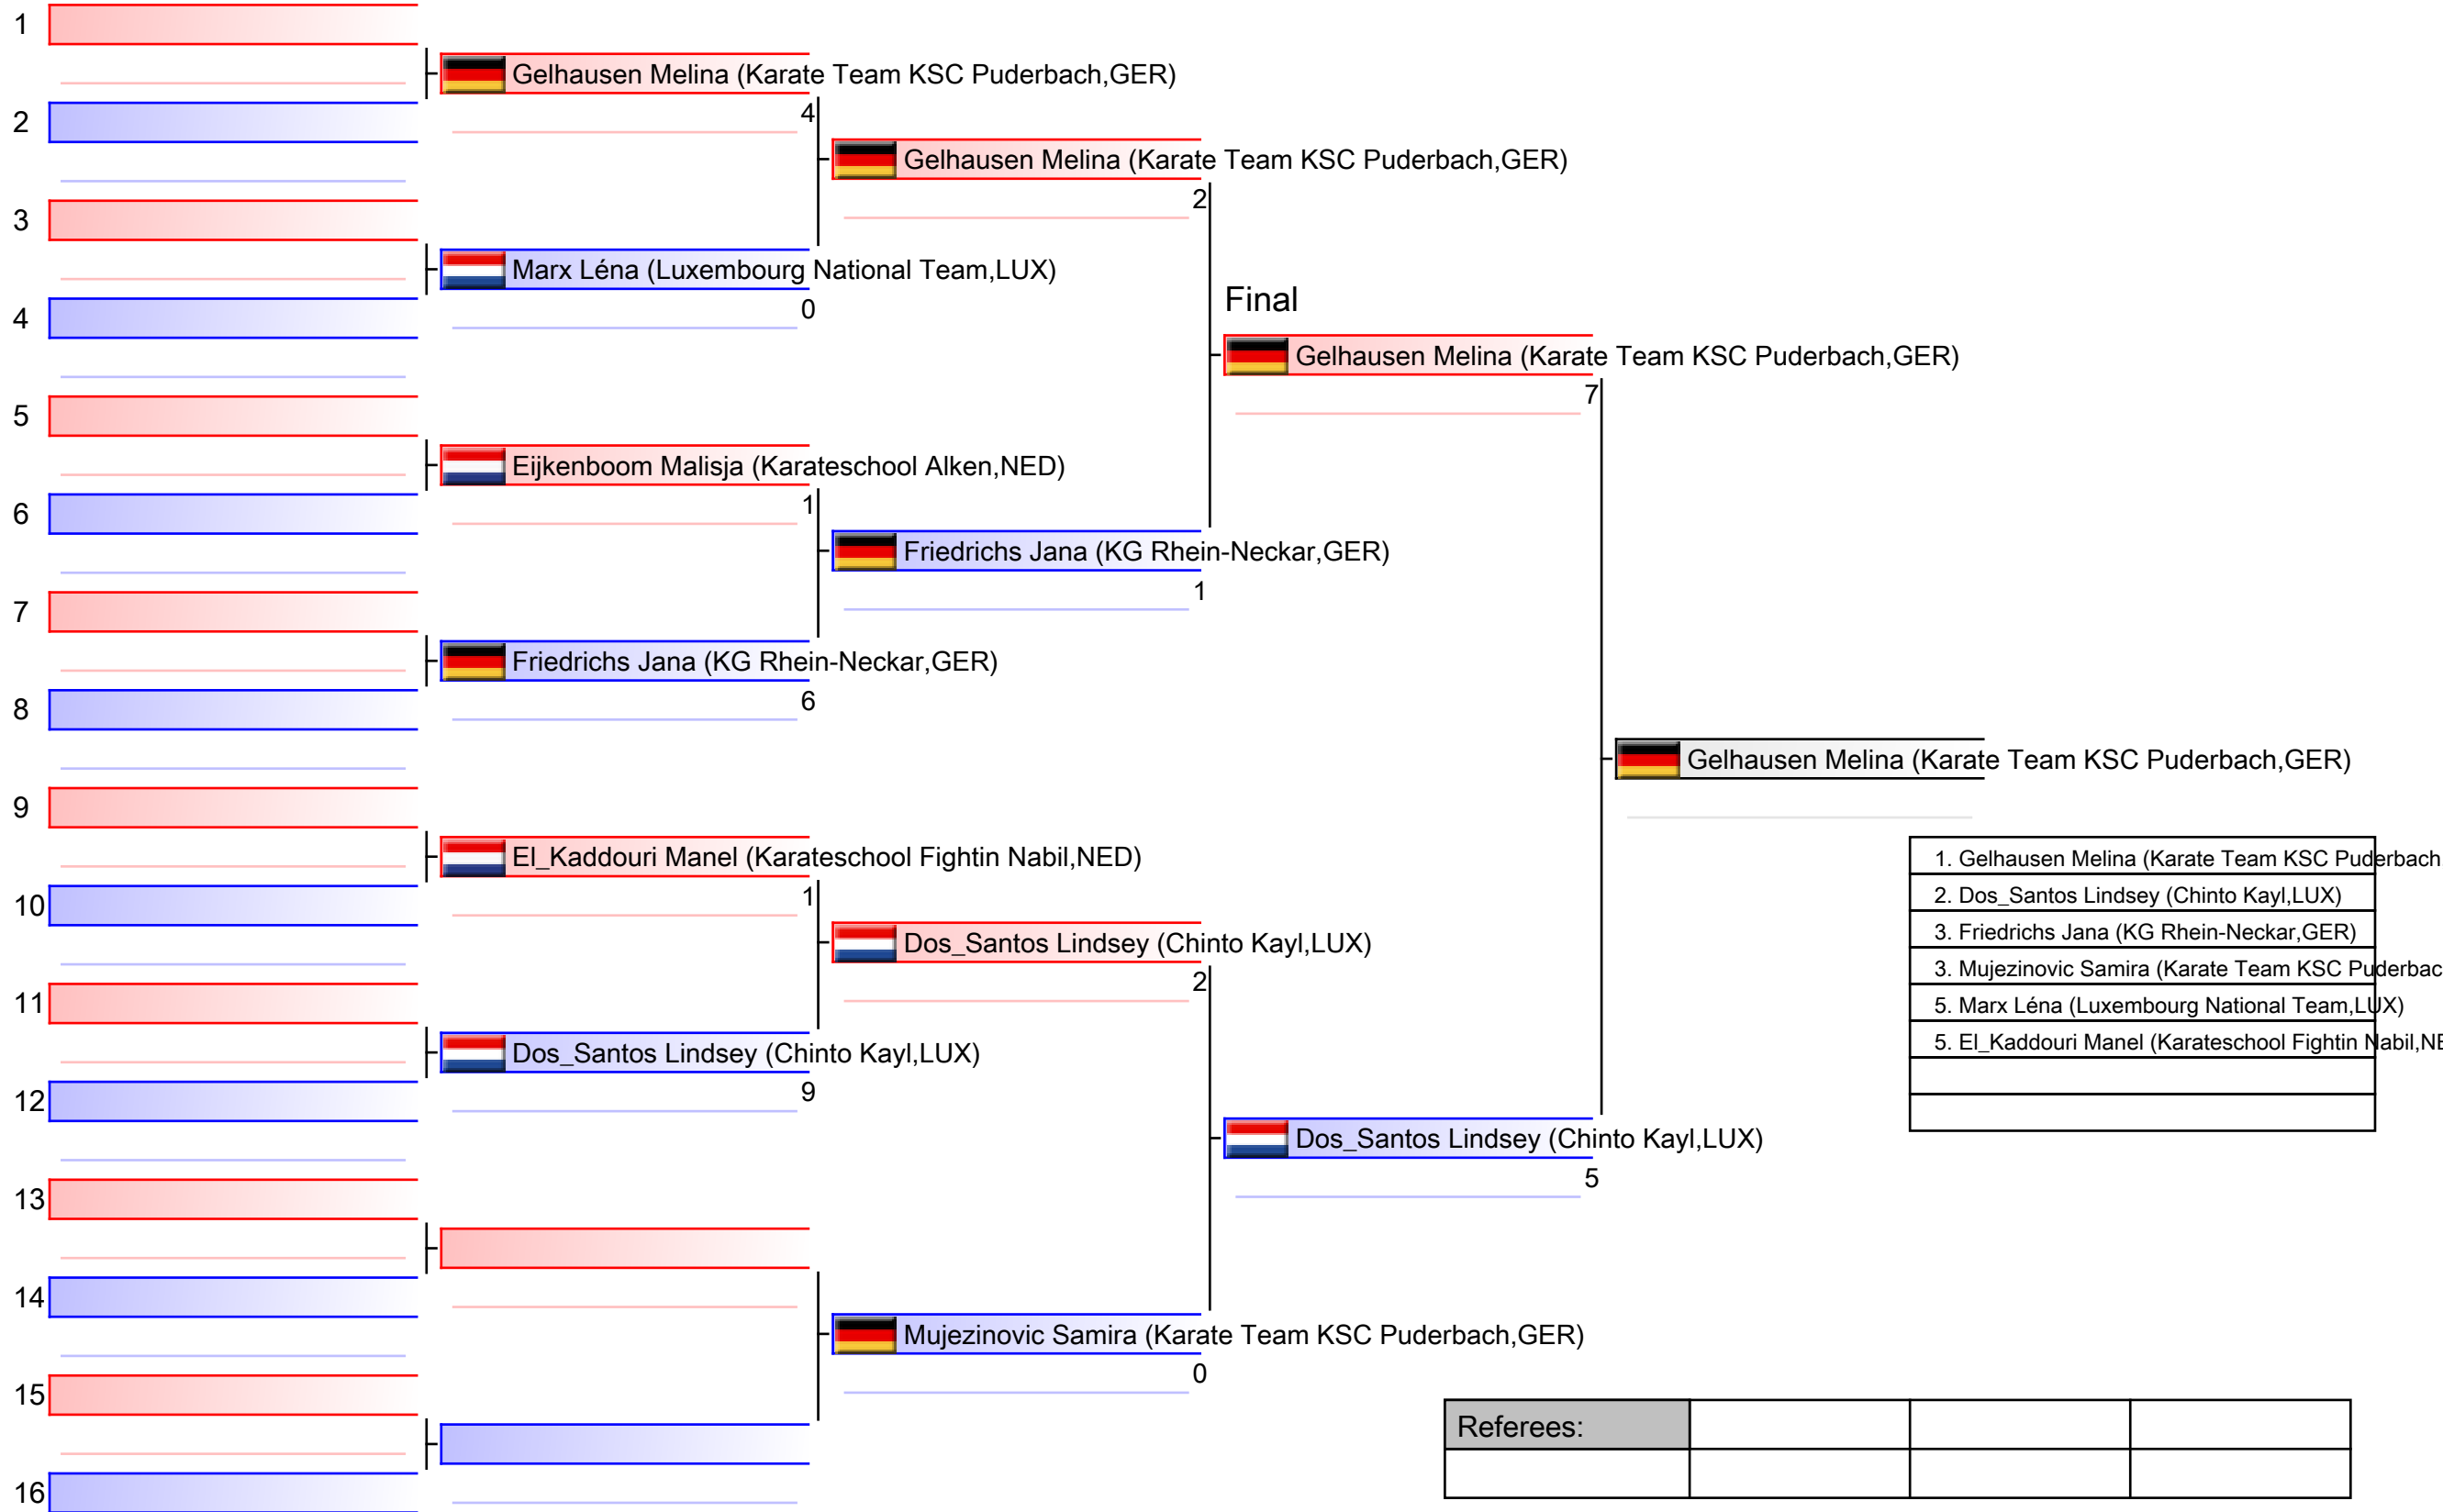 1
Gelhausen Melina (Karate Team KSC Puderbach,GER)
4
2
Gelhausen Melina (Karate Team KSC Puderbach,GER)
2
3
Marx Léna (Luxembourg National Team,LUX)
0
4
Final
Gelhausen Melina (Karate Team KSC Puderbach,GER)
7
5
Eijkenboom Malisja (Karateschool Alken,NED)
1
6
Friedrichs Jana (KG Rhein-Neckar,GER)
1
7
Friedrichs Jana (KG Rhein-Neckar,GER)
6
8
Gelhausen Melina (Karate Team KSC Puderbach,GER)
9
El_Kaddouri Manel (Karateschool Fightin Nabil,NED)
1
10
Dos_Santos Lindsey (Chinto Kayl,LUX)
2
11
Dos_Santos Lindsey (Chinto Kayl,LUX)
9
12
Dos_Santos Lindsey (Chinto Kayl,LUX)
5
13
14
Mujezinovic Samira (Karate Team KSC Puderbach,GER)
0
15
16
1. Gelhausen Melina (Karate Team KSC Puderbach
2. Dos_Santos Lindsey (Chinto Kayl,LUX)
3. Friedrichs Jana (KG Rhein-Neckar,GER)
3. Mujezinovic Samira (Karate Team KSC Puderbac
5. Marx Léna (Luxembourg National Team,LUX)
5. El_Kaddouri Manel (Karateschool Fightin Nabil,NE
Referees: